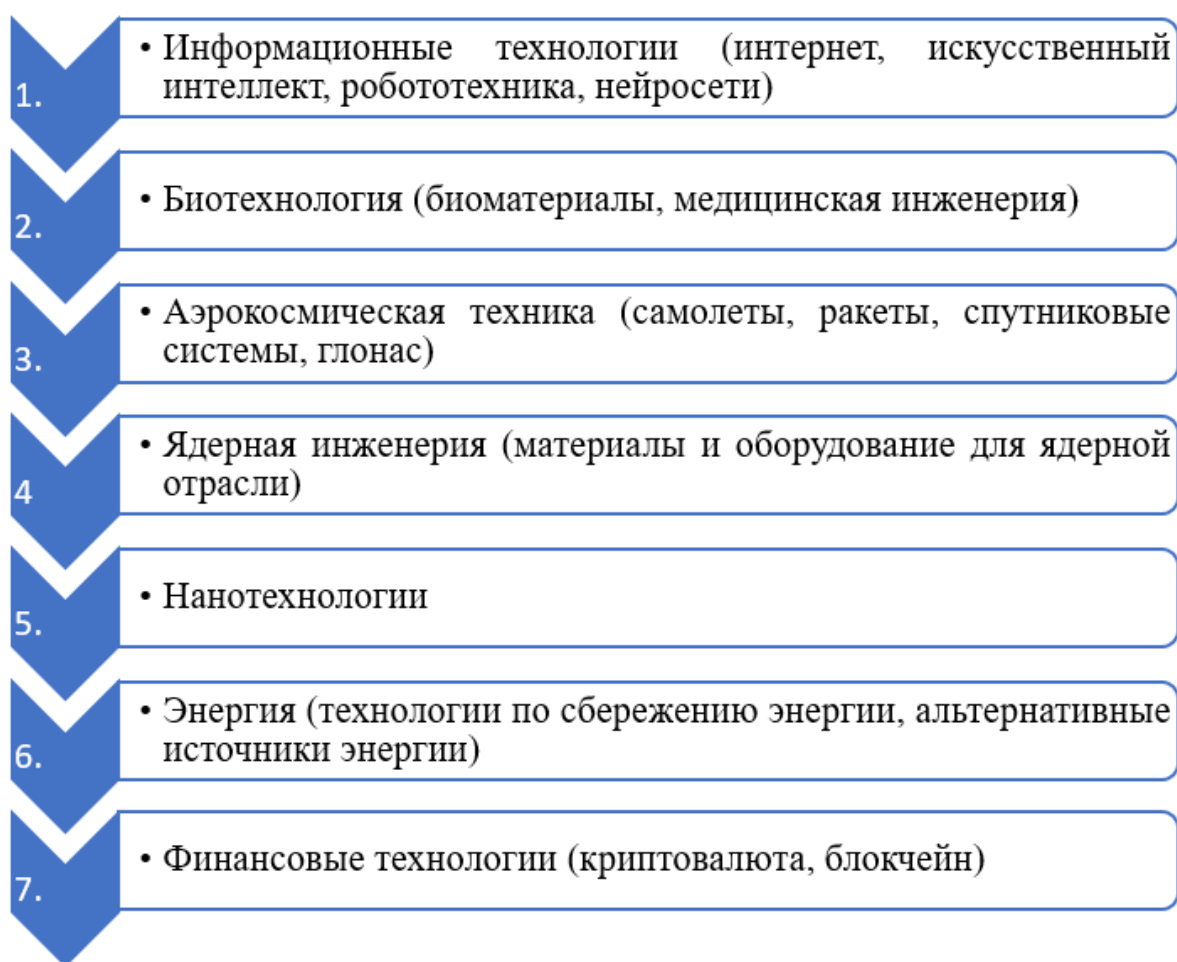 1.
• Информационные технологии (интернет, искусственный
интеллект, робототехника, нейросети)
2.
• Биотехнология (биоматериалы, медицинская инженерия)
3.
• Аэрокосмическая техника (самолеты, ракеты, спутниковые
системы, глонас)
4
• Ядерная инженерия (материалы и оборудование для ядерной
отрасли)
5.
• Нанотехнологии
6.
• Энергия (технологии по сбережению энергии, альтернативные
источники энергии)
7.
• Финансовые технологии (криптовалюта, блокчейн)